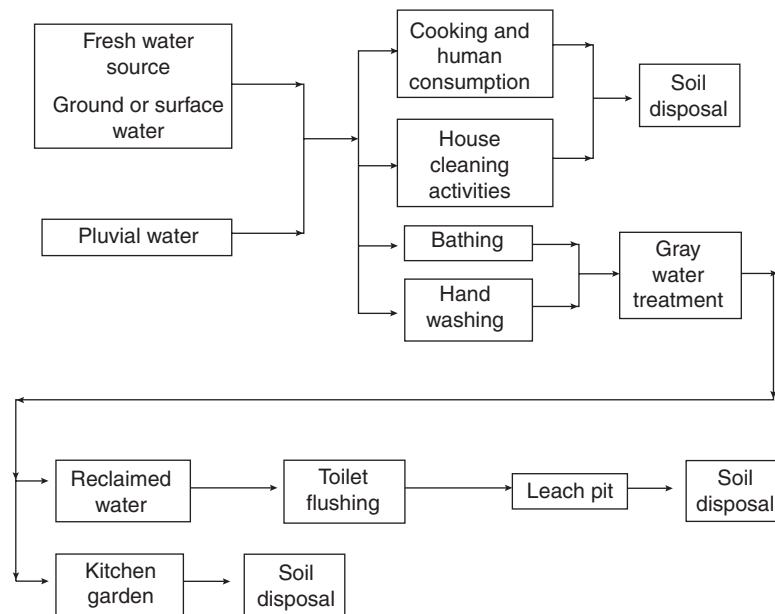 Fresh water
source
Ground or surface
water
Pluvial water
Cooking and
human
consumption
House
cleaning
activities
Bathing
Hand
washing
Soil
disposal
Gray
water
treatment
Reclaimed
water
Toilet
flushing
Leach pit
Soil
disposal
Kitchen
garden
Soil
disposal